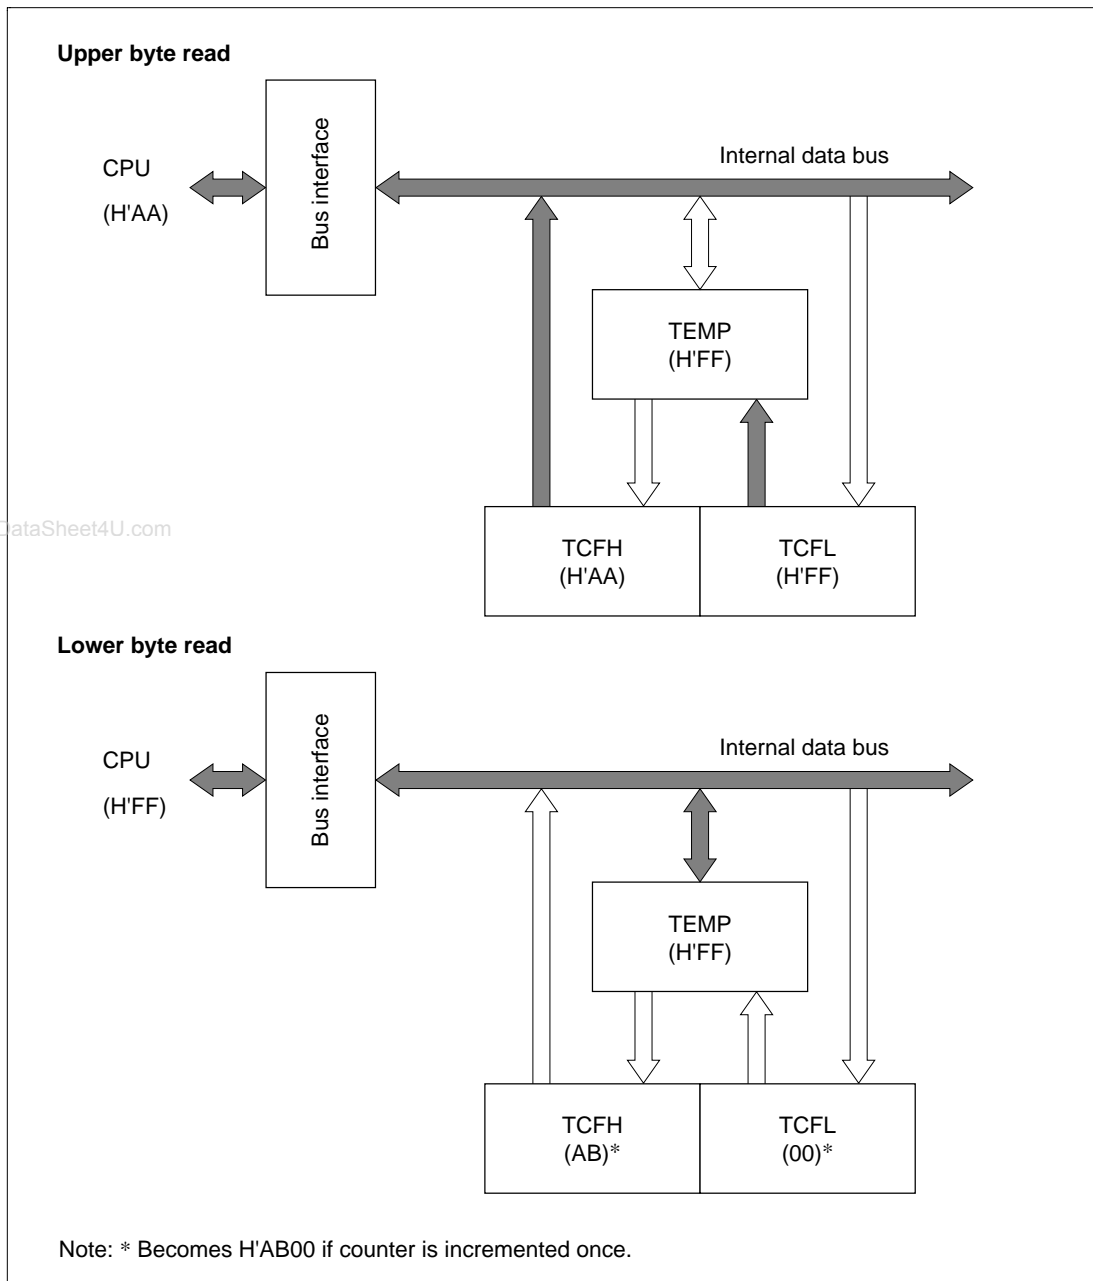 Upper byte read
Bus interface
Internal data bus
CPU
(H'AA)
TEMP
(H'FF)
DataSheet4U.com
TCFH
(H'AA)
TCFL
(H'FF)
Lower byte read
Bus interface
Internal data bus
CPU
(H'FF)
TEMP
(H'FF)
TCFH
(AB)*
TCFL
(00)*
Note: * Becomes H'AB00 if counter is incremented once.